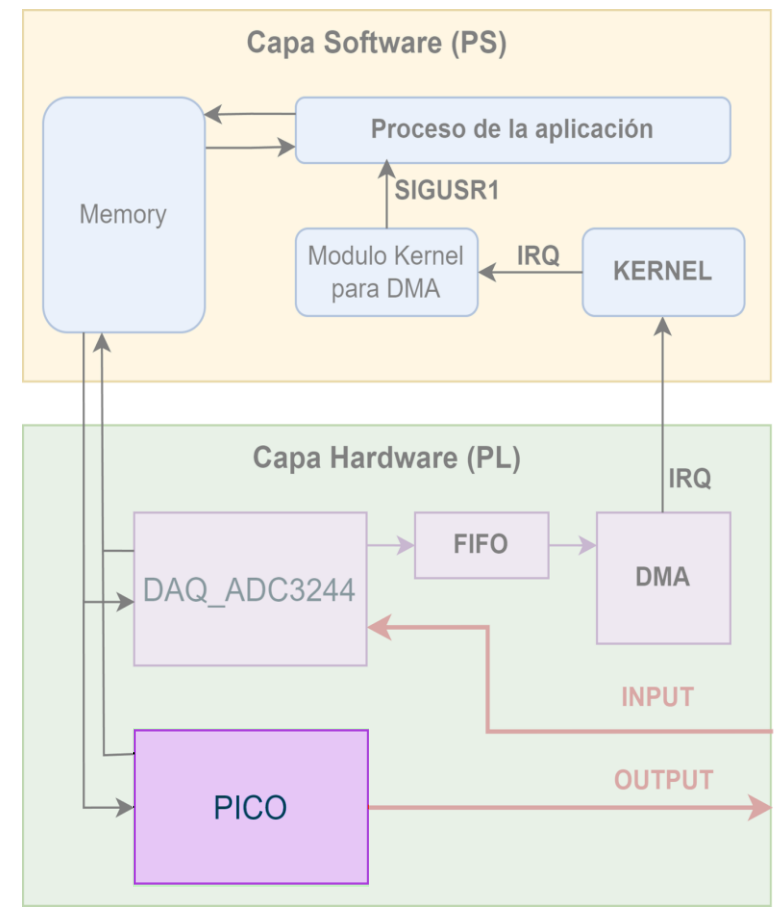 Capa Software (PS)
Proceso de la aplicación
Memory
SIGUSR1
Modulo Kernel
para DMA
IRQ
KERNEL
Capa Hardware (PL)
IRQ
DAQ_ADC3244
FIFO
DMA
INPUT
OUTPUT
PICO